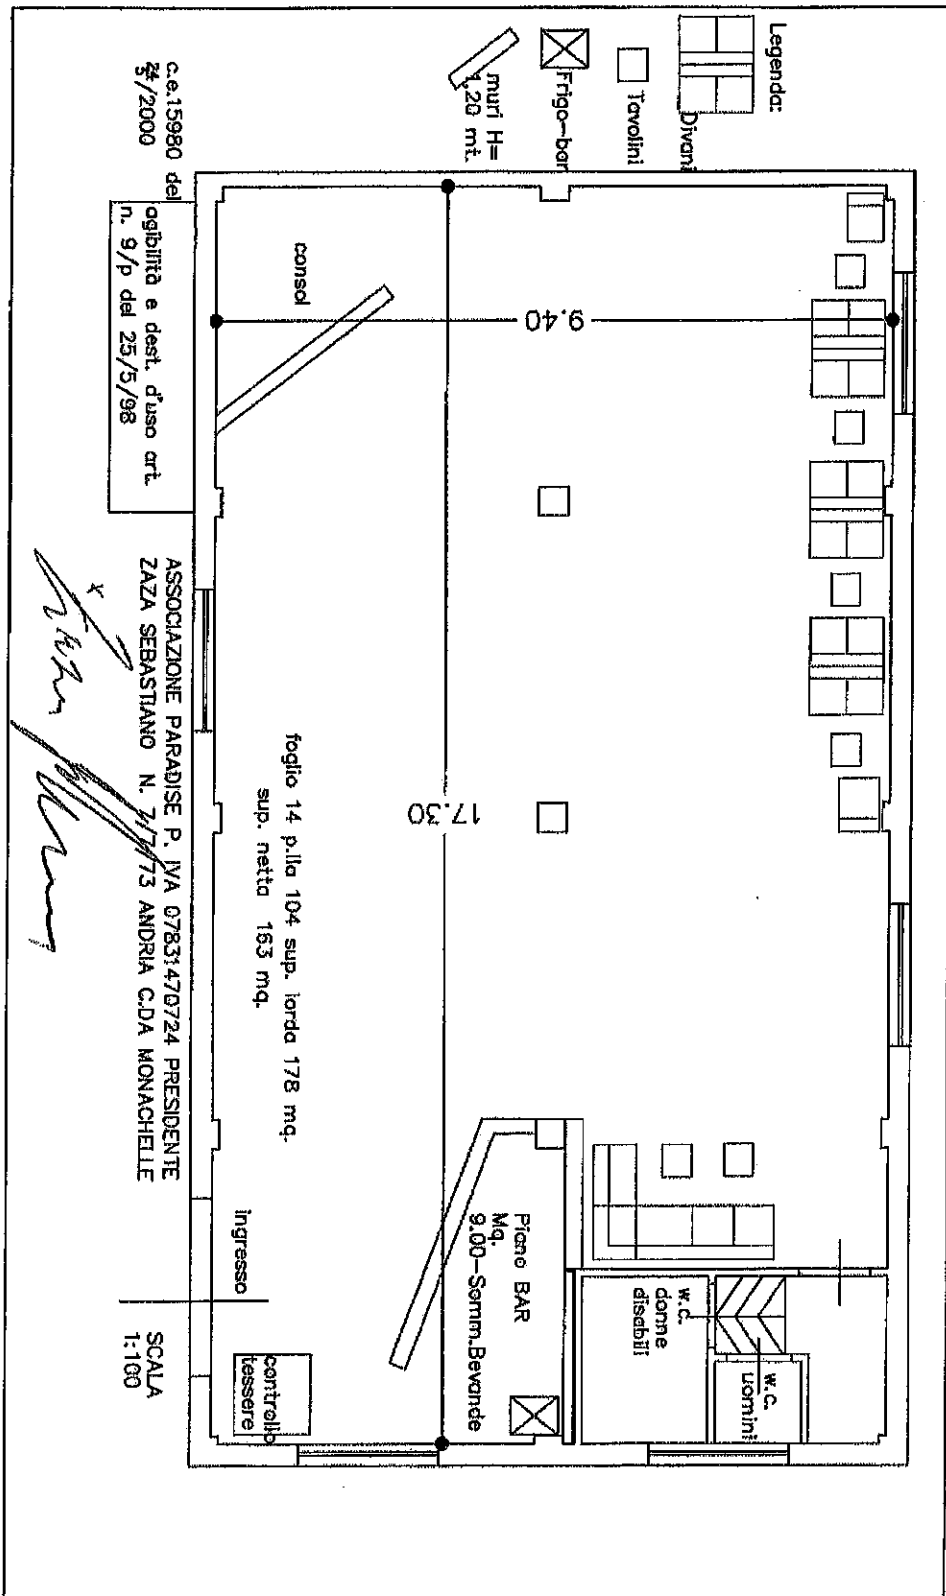 Legenda:
Divani
Tavolini
Frigo-bar
muri H=
1,20 mt.
consol
9.40
17.30
foglio 14 p.lla 104 sup. lorda 178 mq.
sup. netta 163 mq.
Piano BAR
Mq.
9.00-Somm.Bevande
w.c.
donne
disabili
w.c.
uomini
ingresso
controllo
tessere
SCALA
1:100
c.e.15980 del
/2000
agibilità e dest. d'uso art.
n. 9/p del 25/5/98
ASSOCIAZIONE PARADISE P. IVA 07831470724 PRESIDENTE
ZAZA SEBASTIANO N. 7/7/73 ANDRIA C.DA MONACHELLE